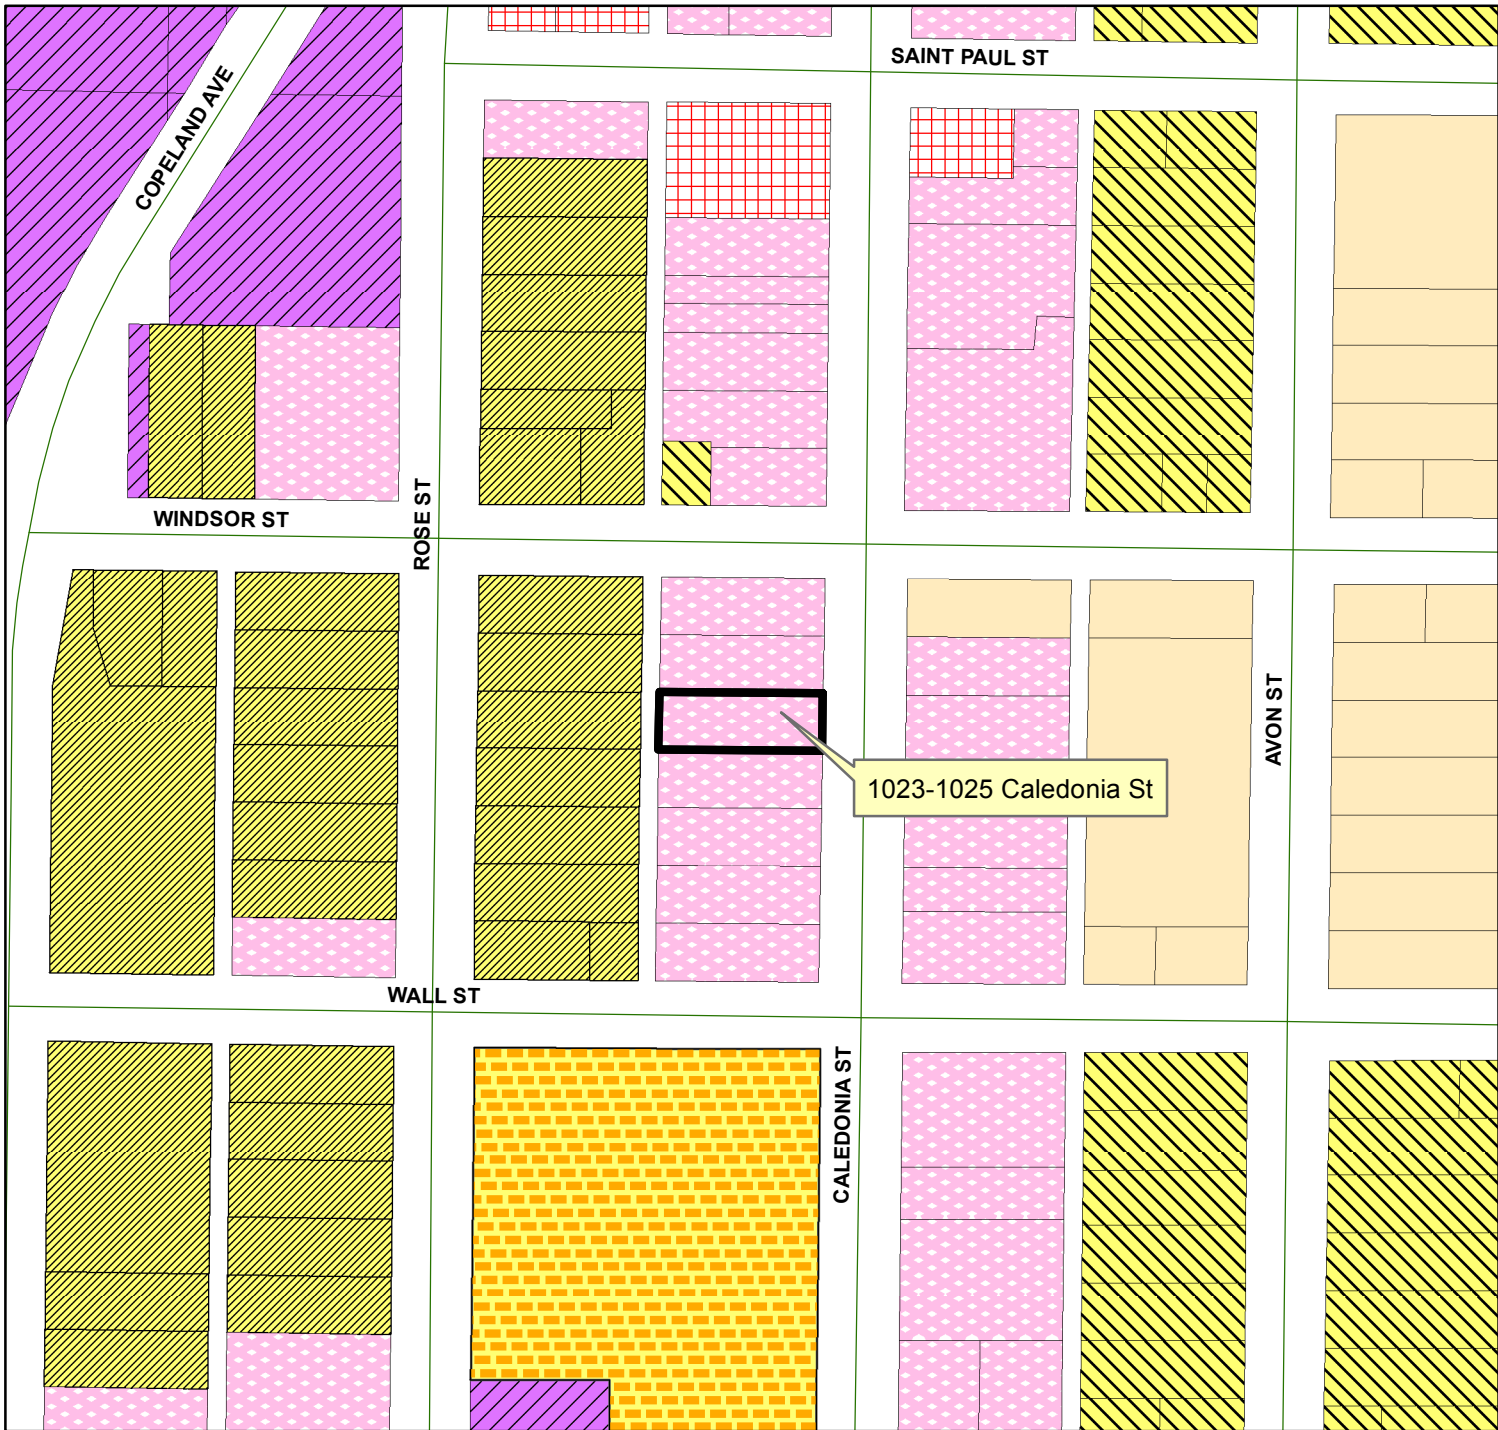 SAINT PAUL ST
COPELAND AVE
WINDSOR ST
ROSE ST
AVON ST
1023-1025 Caledonia St
WALL ST
CALEDONIA ST